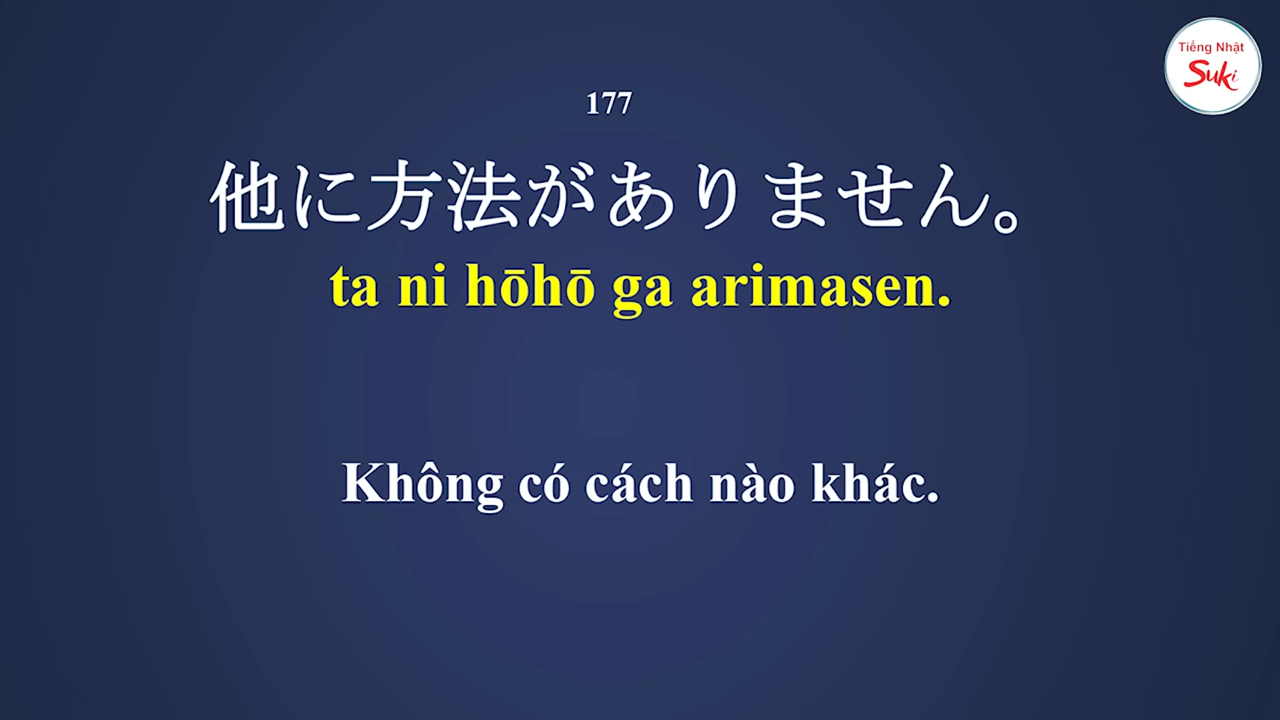 Tiếng Nhật
Suki
177
他に方法がありません。
ta ni hōhō ga arimasen.
Không có cách nào khác.